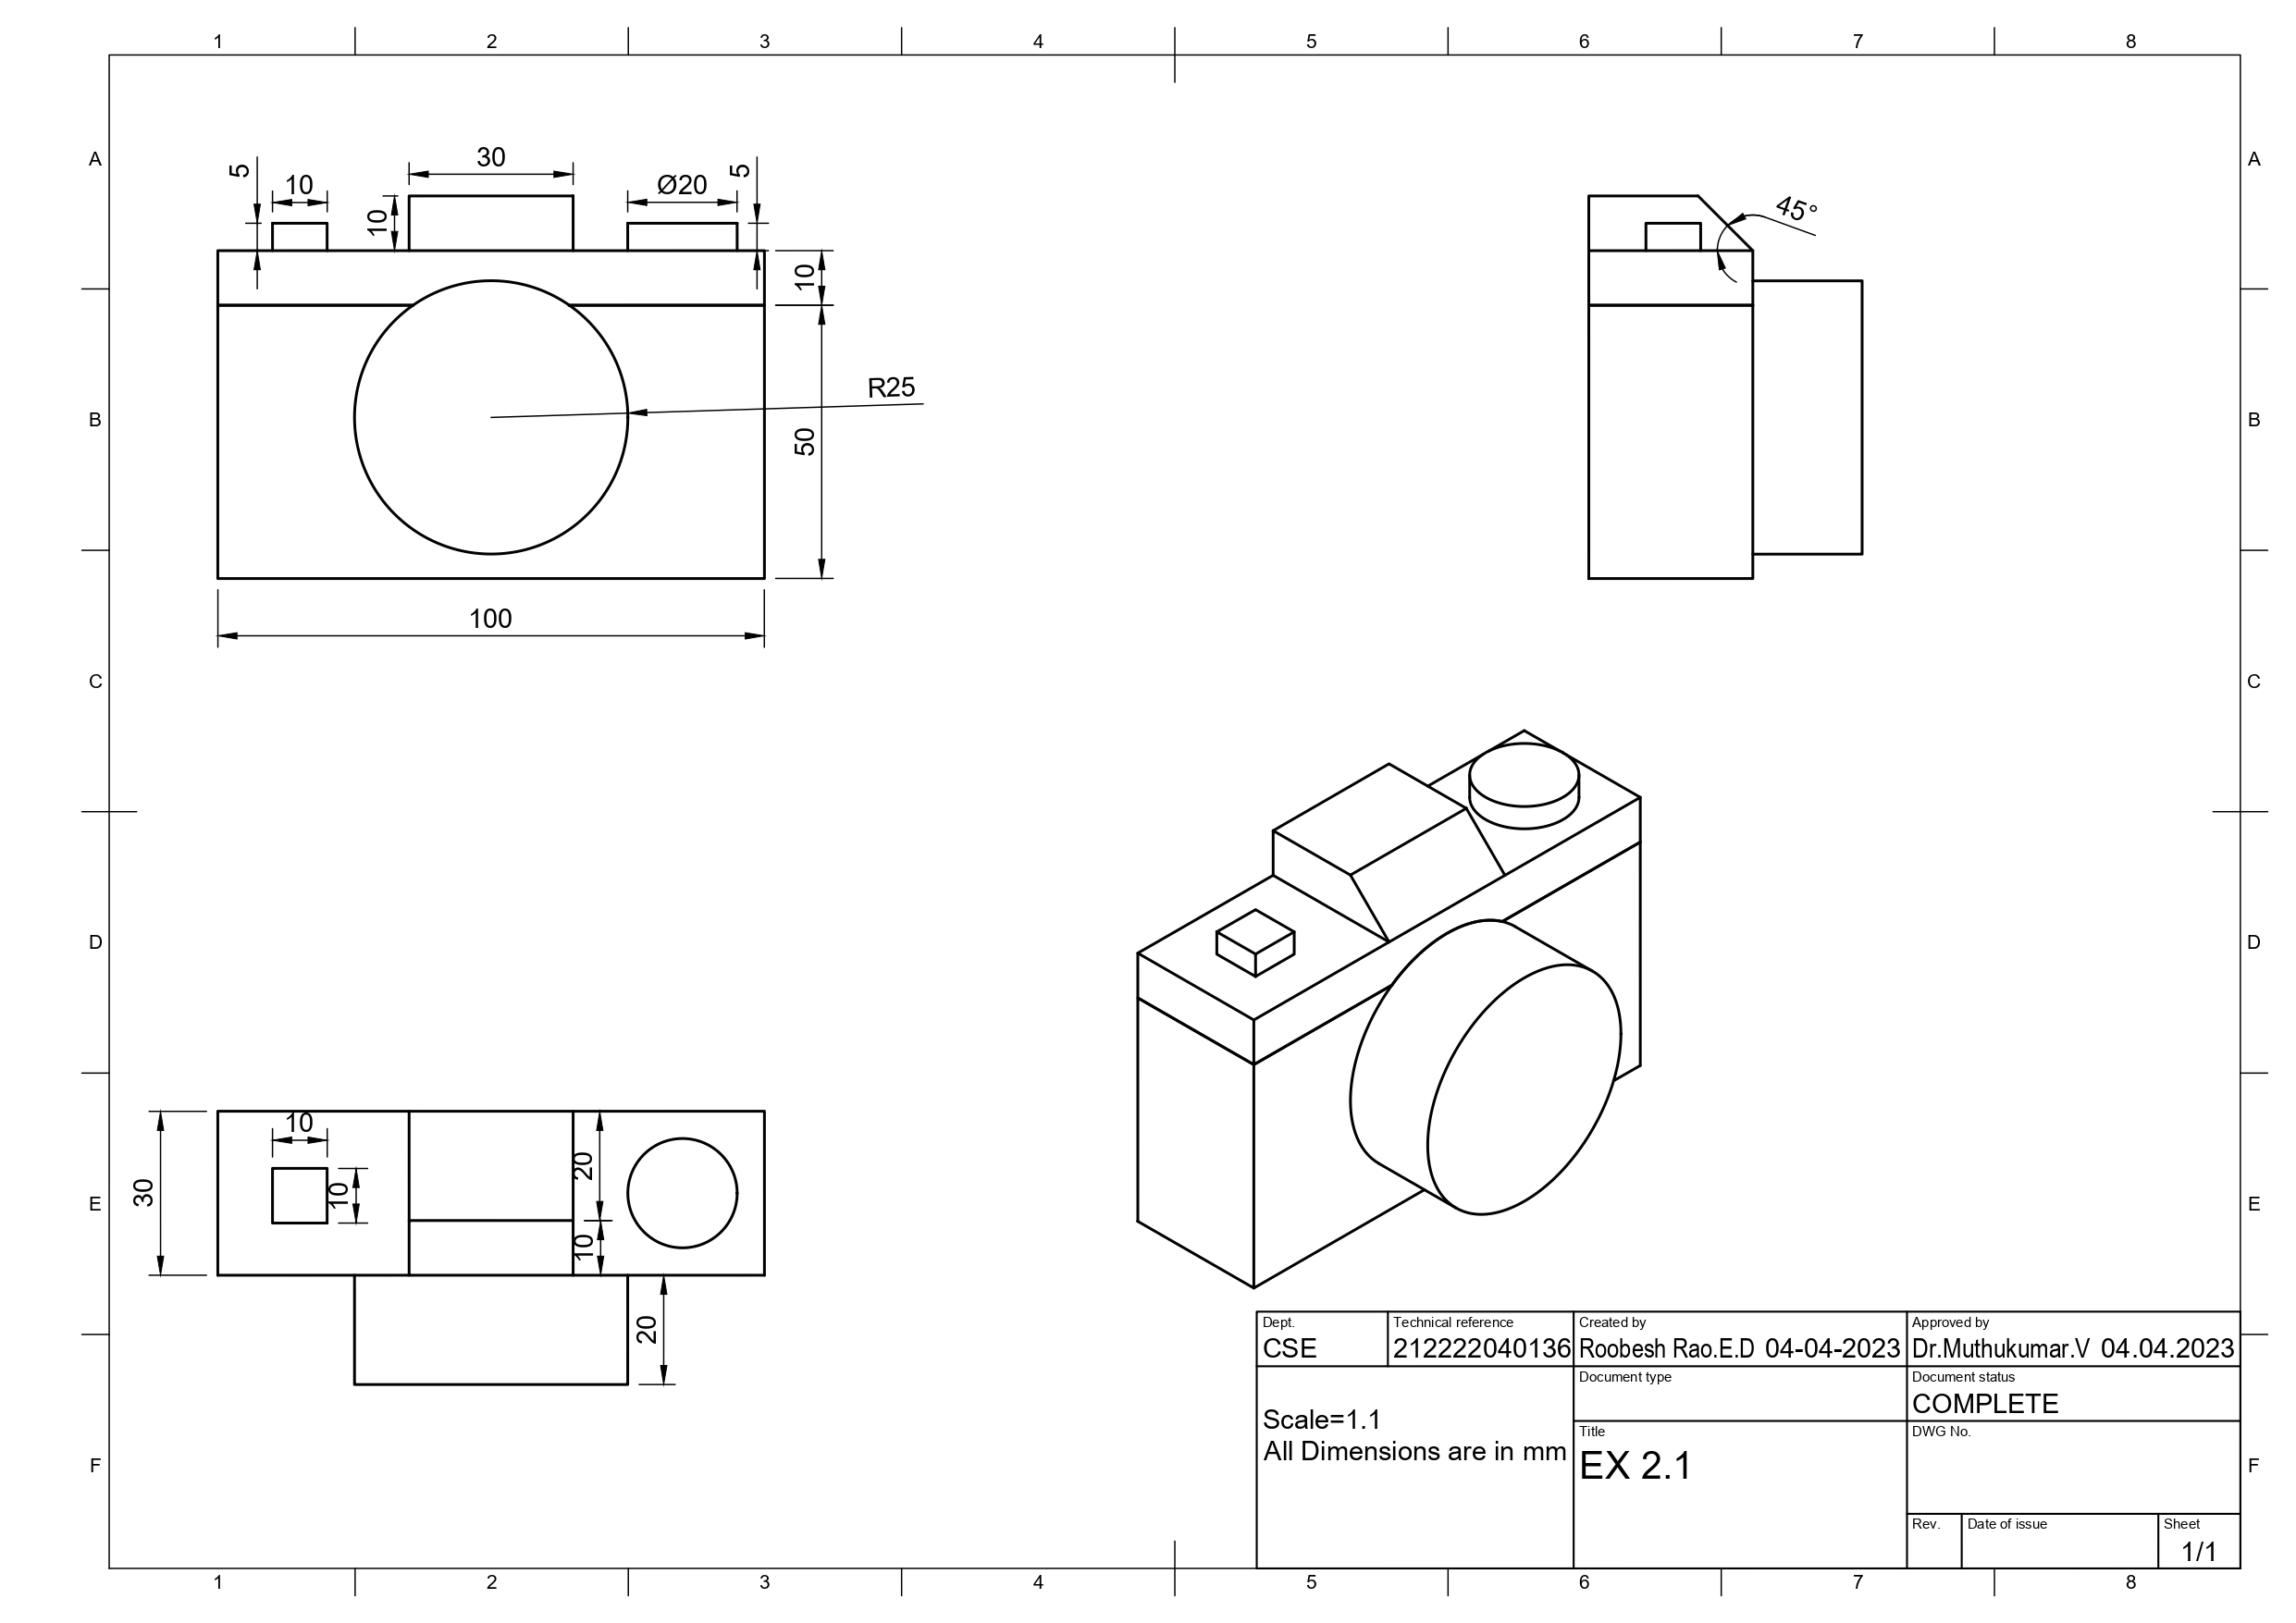 1 2 3 4 5 6 7 8
A A
5 10 30 Ø20 5 45°
10
10
R25
B B
50
100
C C
D D
10
30 10 20
E E
10
20
Dept. Technical reference Created by Approved by
CSE 212222040136 Roobesh Rao.E.D 04-04-2023 Dr.Muthukumar.V 04.04.2023
Document type Document status
COMPLETE
Scale=1.1
All Dimensions are in mm
Title DWG No.
EX 2.1
F F
Rev. Date of issue Sheet
1/1
1 2 3 4 5 6 7 8